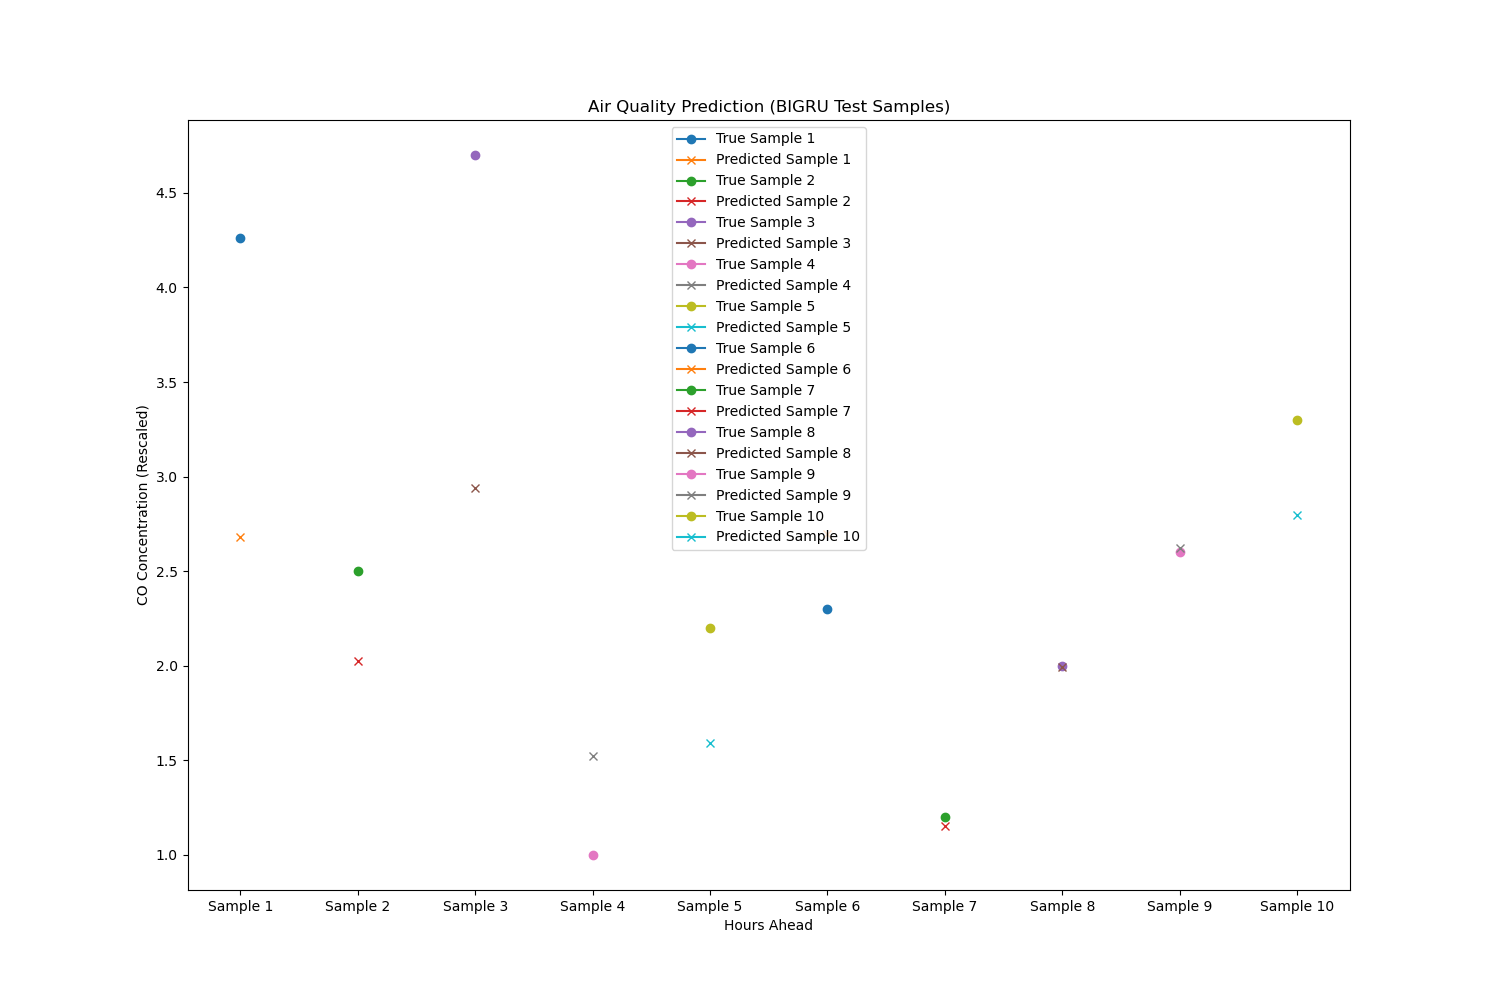 Air Quality Prediction (BIGRU Test Samples)
True Sample 1
Predicted Sample 1
True Sample 2
Predicted Sample 2
True Sample 3
Predicted Sample 3
True Sample 4
Predicted Sample 4
True Sample 5
Predicted Sample 5
True Sample 6
Predicted Sample 6
True Sample 7
Predicted Sample 7
True Sample 8
Predicted Sample 8
True Sample 9
Predicted Sample 9
True Sample 10
Predicted Sample 10
CO Concentration (Rescaled)
4.5
4.0
3.5
3.0
2.5
2.0
1.5
1.0
Sample 1 Sample 2 Sample 3 Sample 4 Sample 5 Sample 6 Sample 7 Sample 8 Sample 9 Sample 10
Hours Ahead